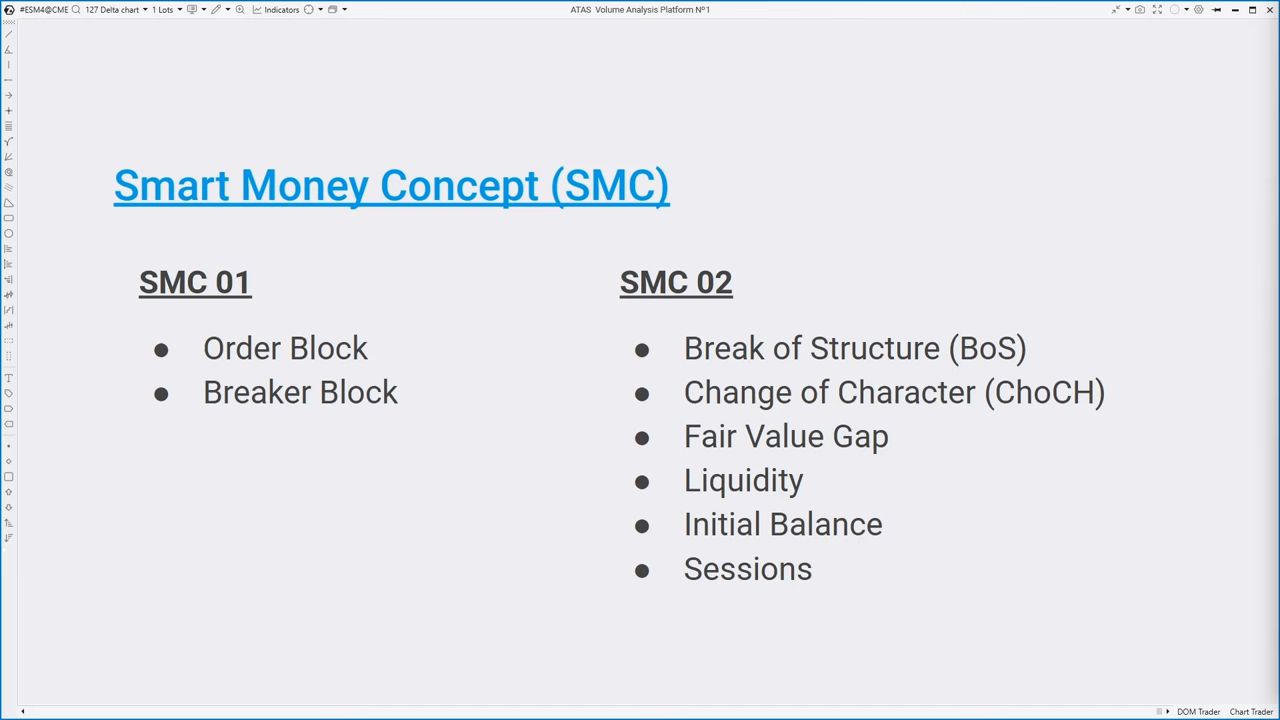 #ESM4@CME 127 Delta chart 1 Lots Indicators ATAS Volume Analysis Platform Nº1
Smart Money Concept (SMC)
SMC 01
● Order Block
● Breaker Block
SMC 02
● Break of Structure (BoS)
● Change of Character (ChoCH)
● Fair Value Gap
● Liquidity
● Initial Balance
● Sessions
DOM Trader Chart Trader